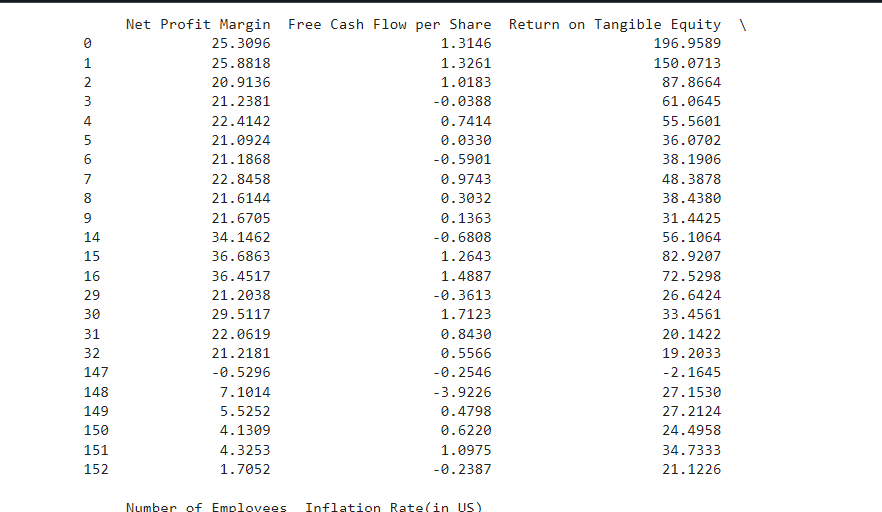 Net Profit Margin  Free Cash Flow per Share  Return on Tangible Equity  \
0 25.3096 1.3146 196.9589
1 25.8818 1.3261 150.0713
2 20.9136 1.0183 87.8664
3 21.2381 -0.0388 61.0645
4 22.4142 0.7414 55.5601
5 21.0924 0.0330 36.0702
6 21.1868 -0.5901 38.1906
7 22.8458 0.9743 48.3878
8 21.6144 0.3032 38.4380
9 21.6705 0.1363 31.4425
14 34.1462 -0.6808 56.1064
15 36.6863 1.2643 82.9207
16 36.4517 1.4887 72.5298
29 21.2038 -0.3613 26.6424
30 29.5117 1.7123 33.4561
31 22.0619 0.8430 20.1422
32 21.2181 0.5566 19.2033
147 -0.5296 -0.2546 -2.1645
148 7.1014 -3.9226 27.1530
149 5.5252 0.4798 27.2124
150 4.1309 0.6220 24.4958
151 4.3253 1.0975 34.7333
152 1.7052 -0.2387 21.1226
Number of Employees  Inflation Rate(in US)